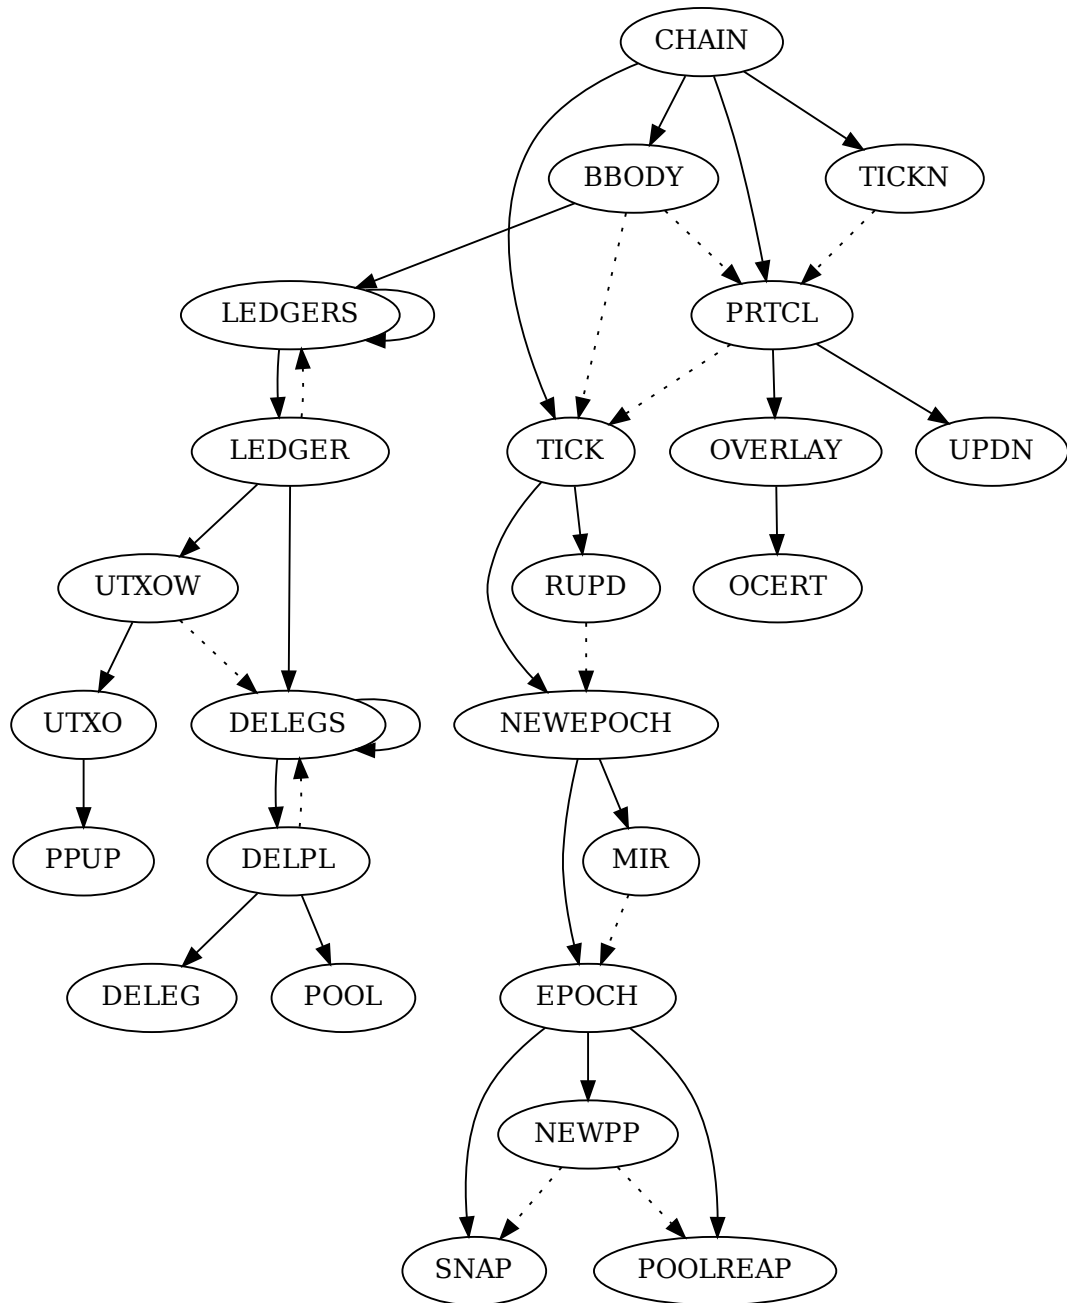 CHAIN
BBODY
TICKN
LEDGERS
PRTCL
LEDGER
TICK
OVERLAY
UPDN
UTXOW
RUPD
OCERT
UTXO
DELEGS
NEWEPOCH
PPUP
DELPL
MIR
DELEG
POOL
EPOCH
NEWPP
SNAP
POOLREAP